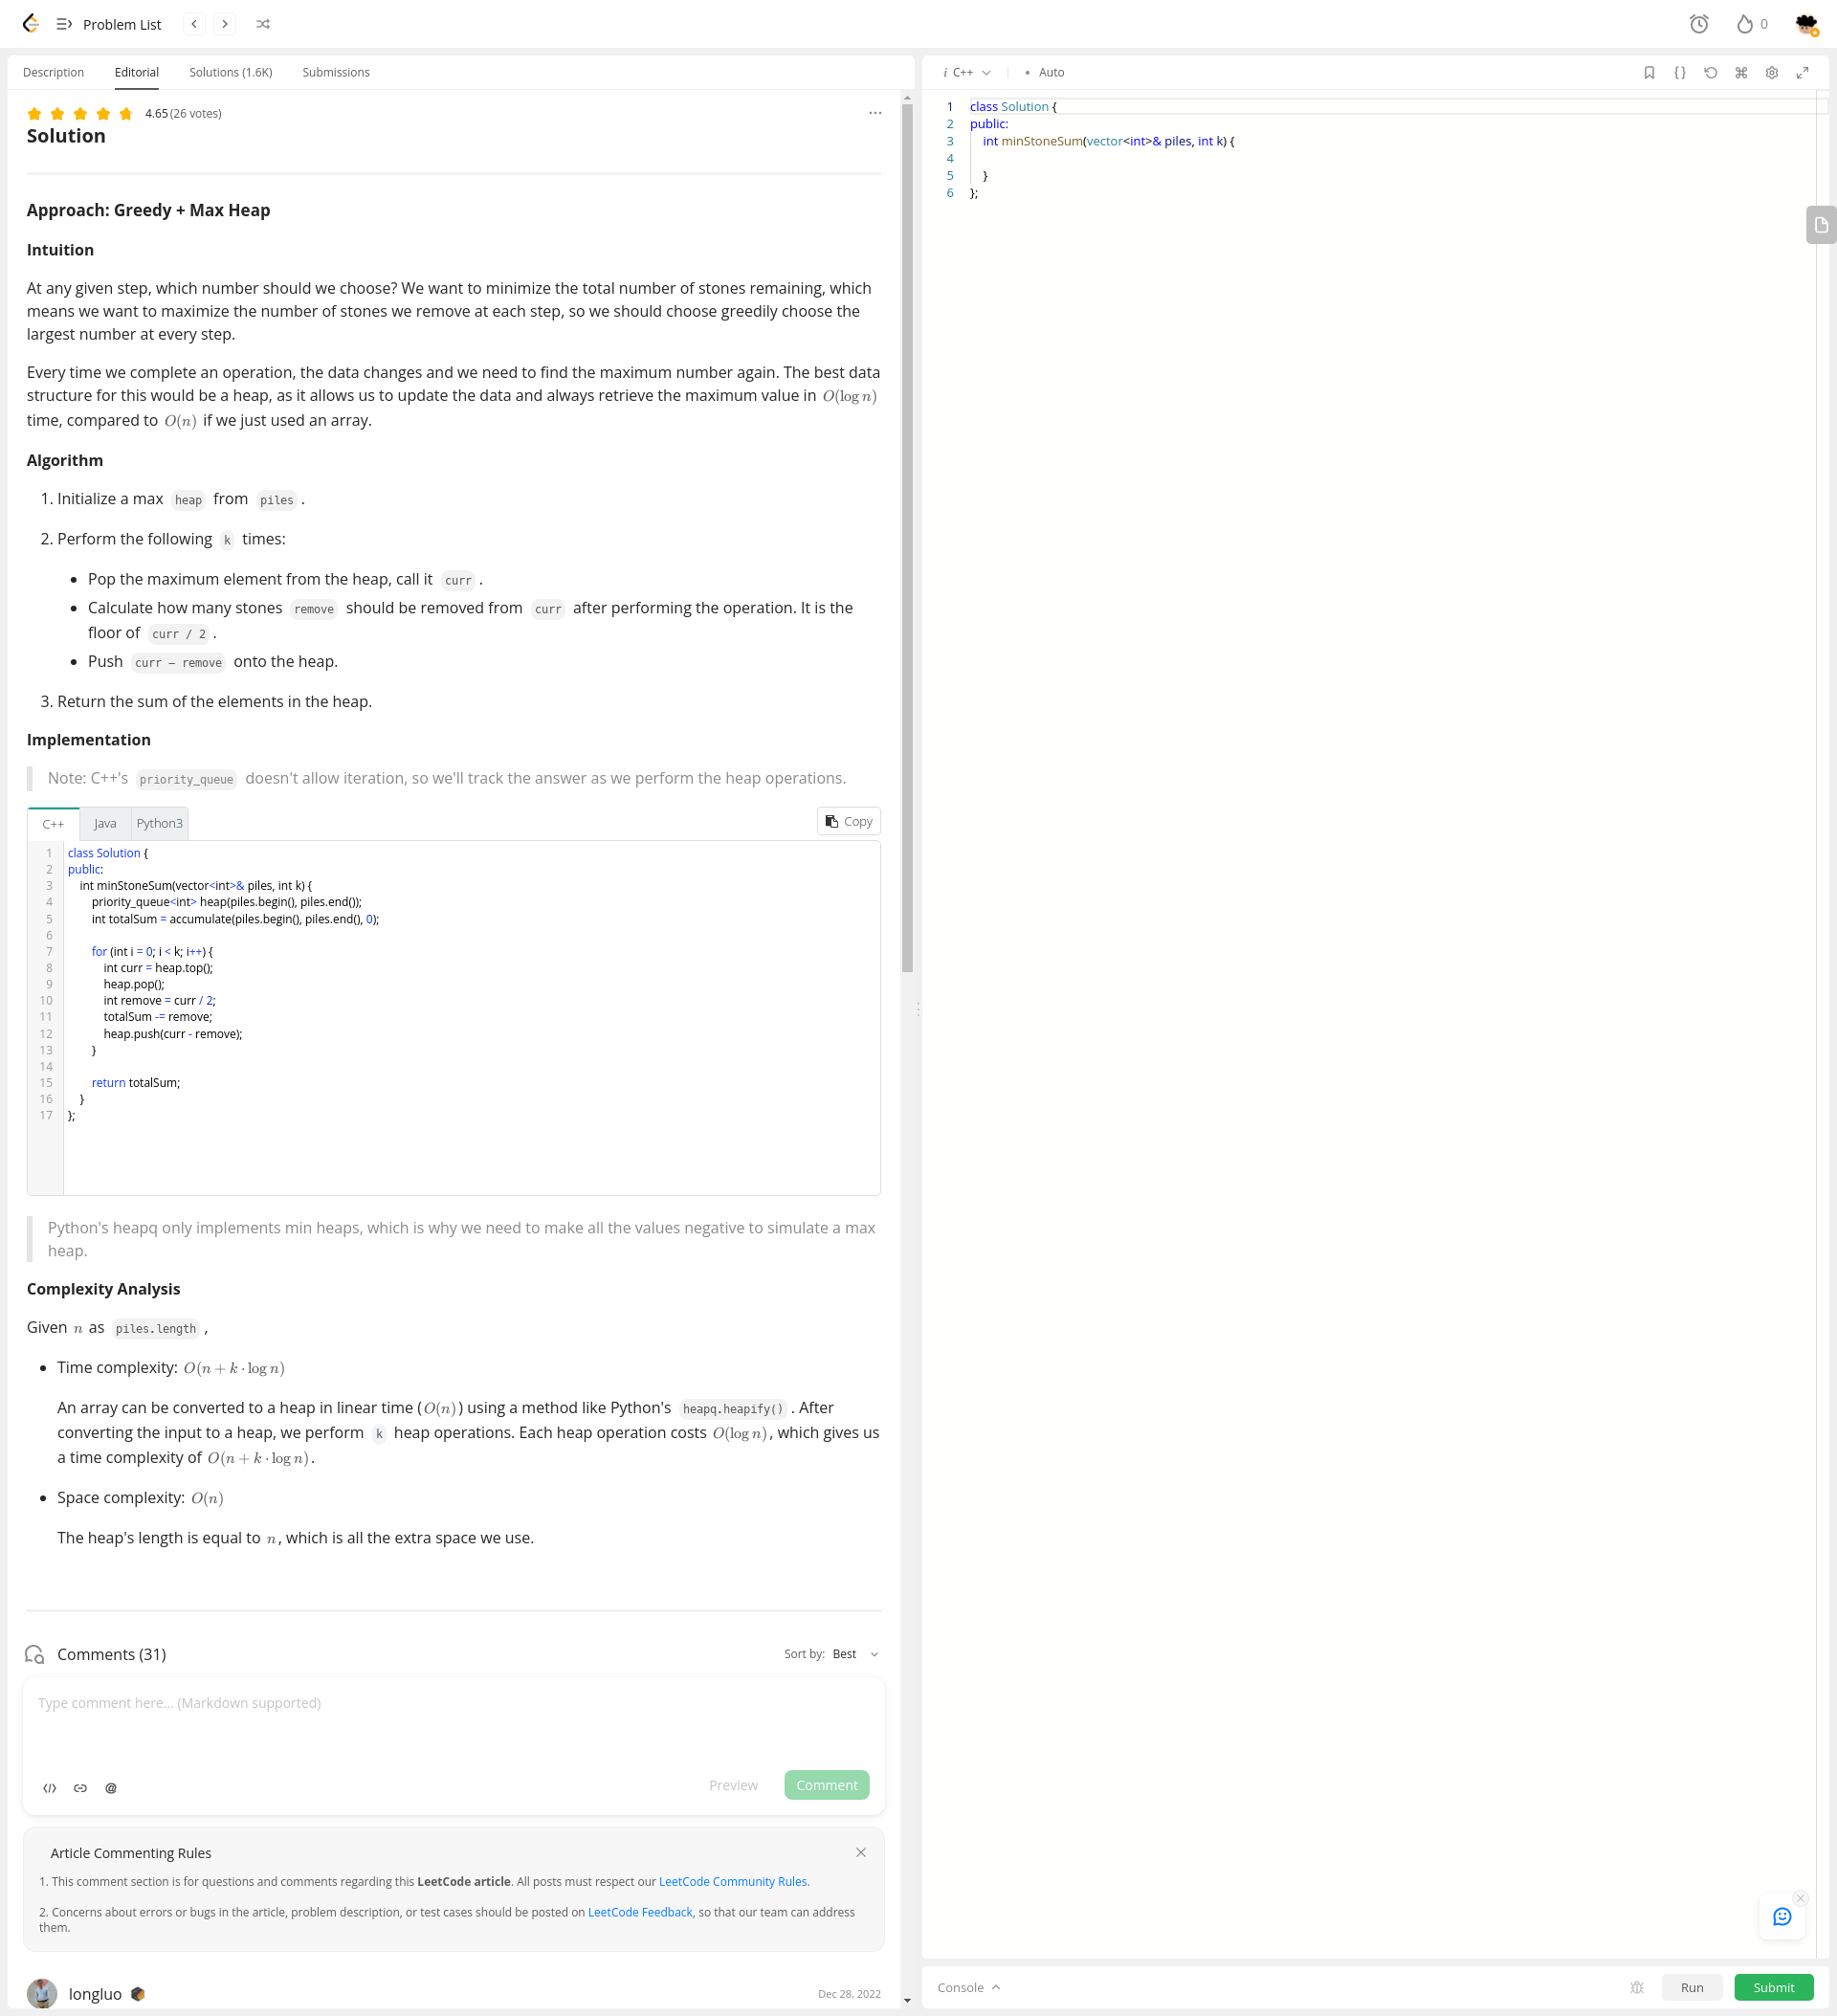 Problem List
0
Description Editorial Solutions (1.6K) Submissions
4.65 (26 votes)
Solution
Approach: Greedy + Max Heap
Intuition
At any given step, which number should we choose? We want to minimize the total number of stones remaining, which
means we want to maximize the number of stones we remove at each step, so we should choose greedily choose the
largest number at every step.
Every time we complete an operation, the data changes and we need to find the maximum number again. The best data
structure for this would be a heap, as it allows us to update the data and always retrieve the maximum value in O(log n)
time, compared to O(n) if we just used an array.
Algorithm
1. Initialize a max heap from piles .
2. Perform the following k times:
• Pop the maximum element from the heap, call it curr .
• Calculate how many stones remove should be removed from curr after performing the operation. It is the
floor of curr / 2 .
• Push curr – remove onto the heap.
3. Return the sum of the elements in the heap.
Implementation
Note: C++'s priority_queue doesn't allow iteration, so we'll track the answer as we perform the heap operations.
C++ Java Python3 Copy
1 class Solution {
2 public:
3 int minStoneSum(vector<int>& piles, int k) {
4 priority_queue<int> heap(piles.begin(), piles.end());
5 int totalSum = accumulate(piles.begin(), piles.end(), 0);
6
7 for (int i = 0; i < k; i++) {
8 int curr = heap.top();
9 heap.pop();
10 int remove = curr / 2;
11 totalSum -= remove;
12 heap.push(curr - remove);
13 }
14
15 return totalSum;
16 }
17 };
Python's heapq only implements min heaps, which is why we need to make all the values negative to simulate a max
heap.
Complexity Analysis
Given n as piles.length ,
• Time complexity: O(n + k · log n)
An array can be converted to a heap in linear time (O(n)) using a method like Python's heapq.heapify() . After
converting the input to a heap, we perform k heap operations. Each heap operation costs O(log n), which gives us
a time complexity of O(n + k · log n).
• Space complexity: O(n)
The heap's length is equal to n, which is all the extra space we use.
Comments (31) Sort by: Best
Type comment here... (Markdown supported)
Preview Comment
Article Commenting Rules
1. This comment section is for questions and comments regarding this LeetCode article. All posts must respect our LeetCode Community Rules.
2. Concerns about errors or bugs in the article, problem description, or test cases should be posted on LeetCode Feedback, so that our team can address
them.
longluo Dec 28, 2022
i C++ • Auto
1 class Solution {
2 public:
3 int minStoneSum(vector<int>& piles, int k) {
4
5 }
6 };
Console Run Submit